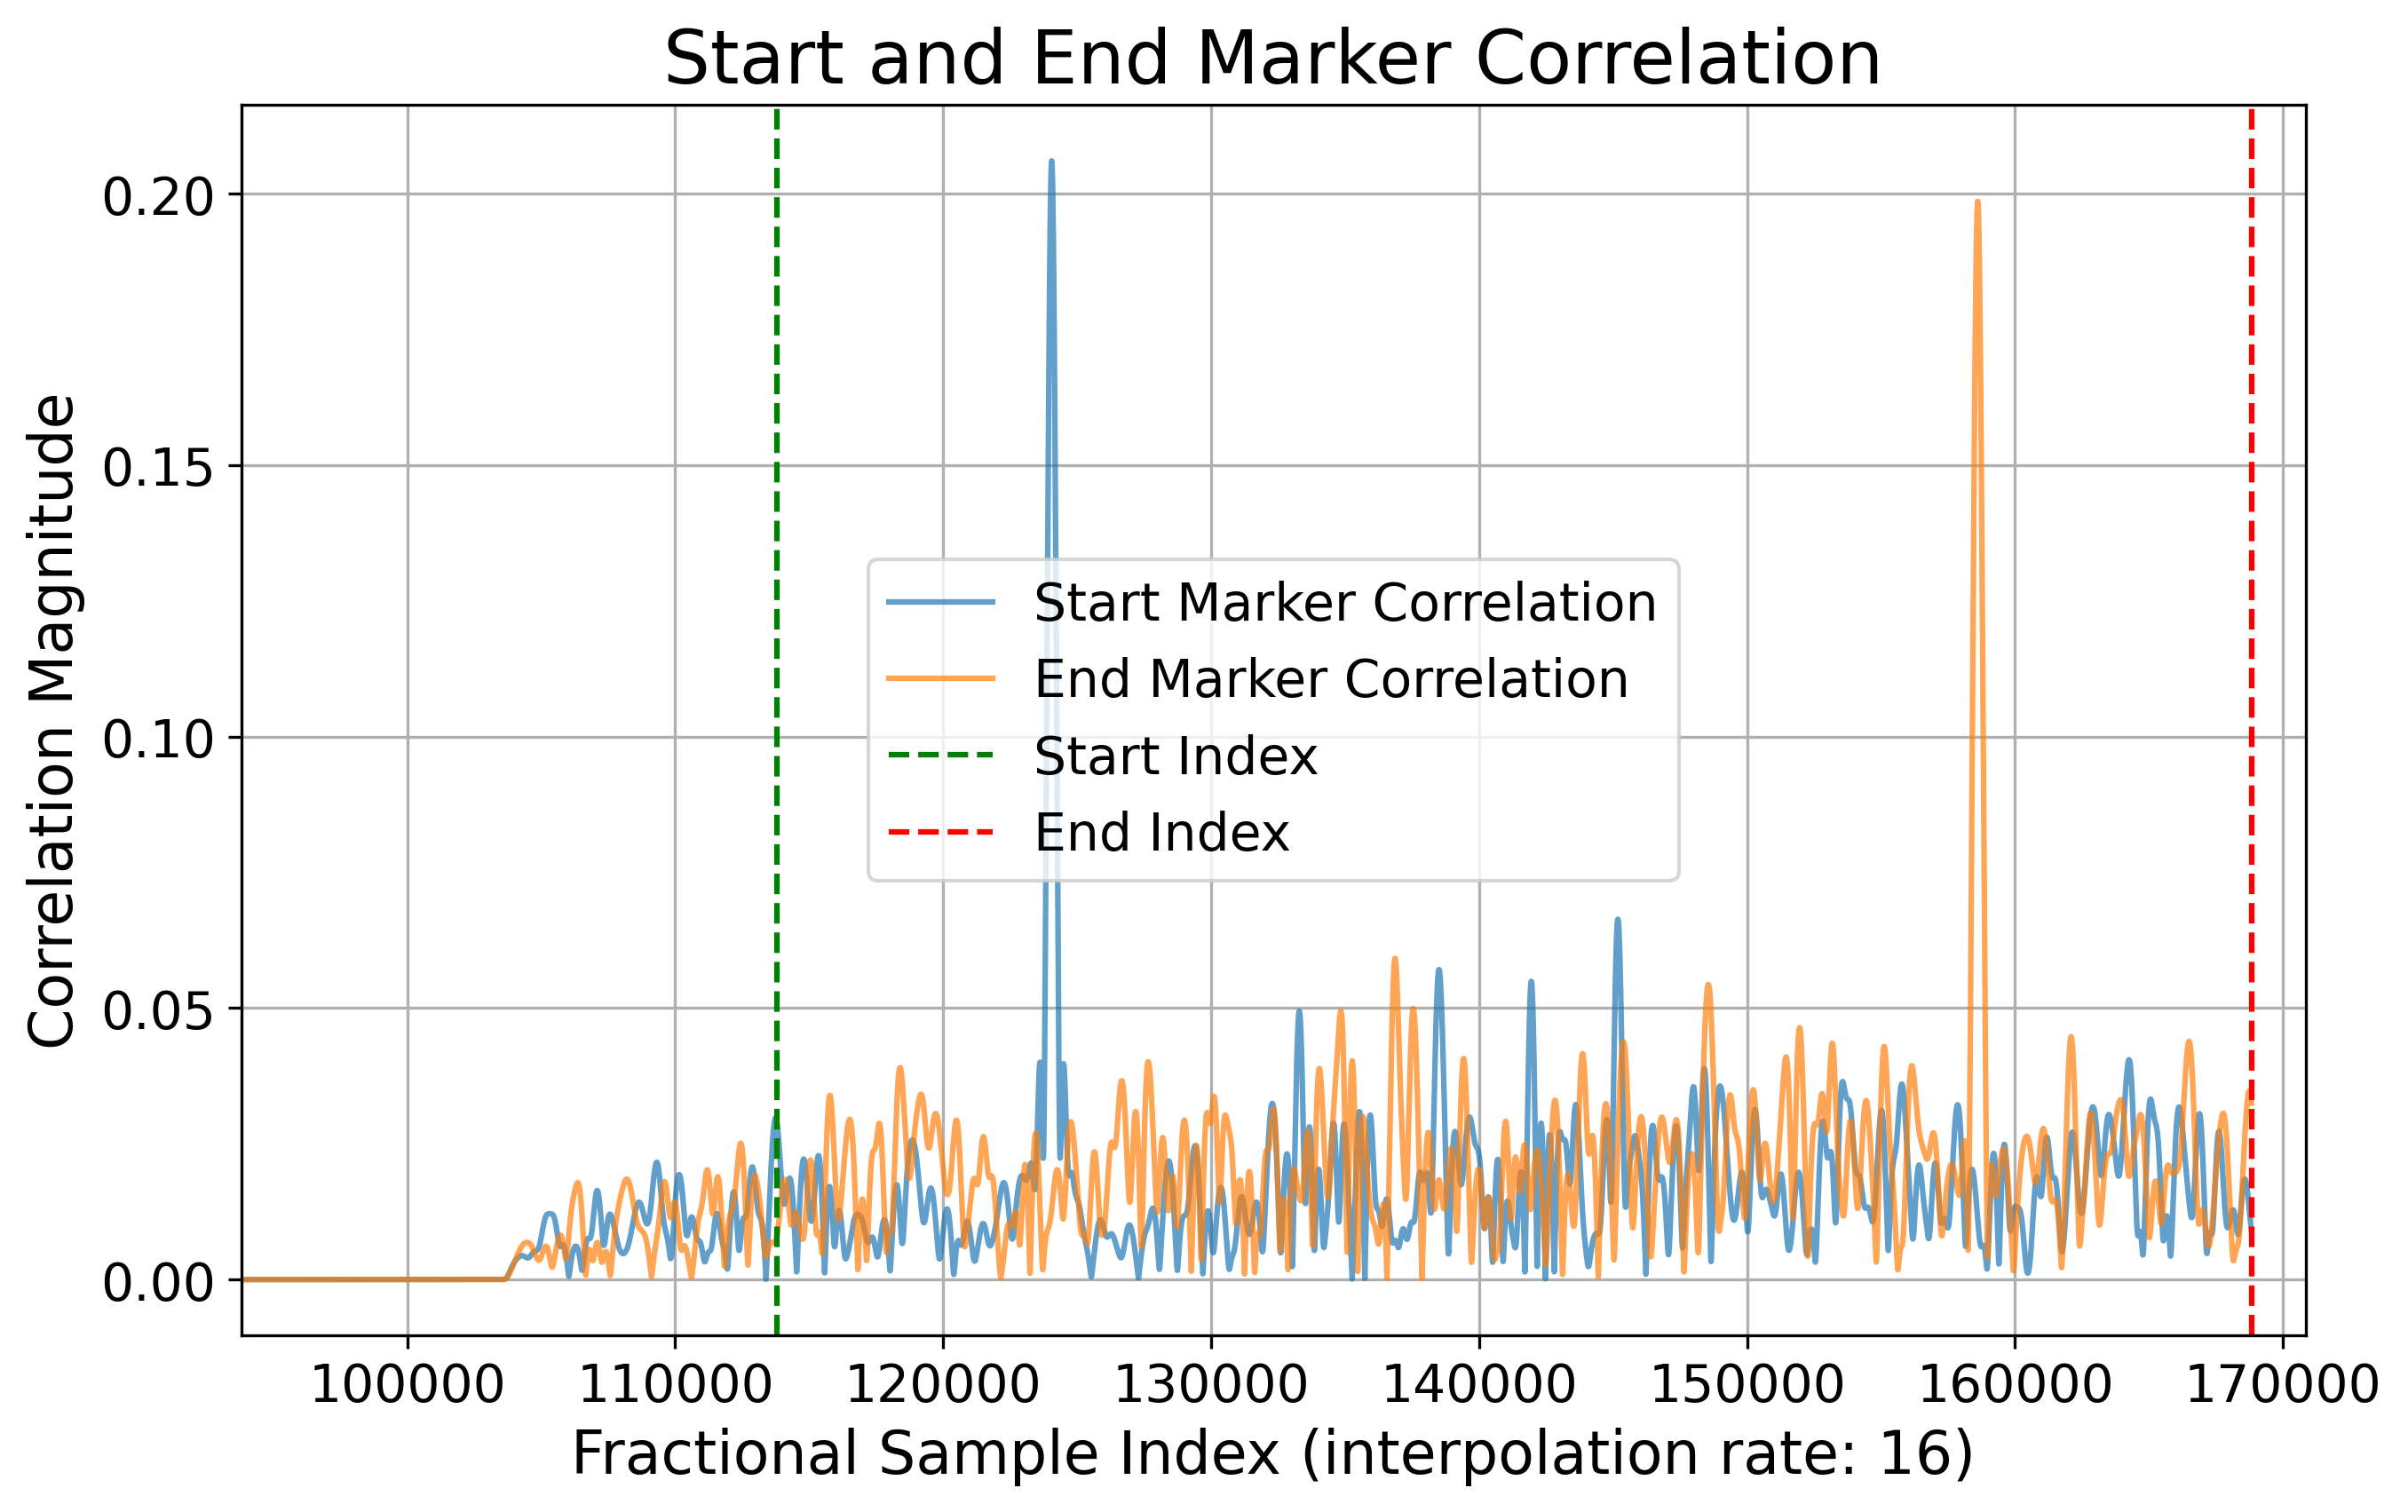 Start and End Marker Correlation
Correlation Magnitude
0.20
0.15
0.10
0.05
0.00
Start Marker Correlation
End Marker Correlation
Start Index
End Index
100000 110000 120000 130000 140000 150000 160000 170000
Fractional Sample Index (interpolation rate: 16)